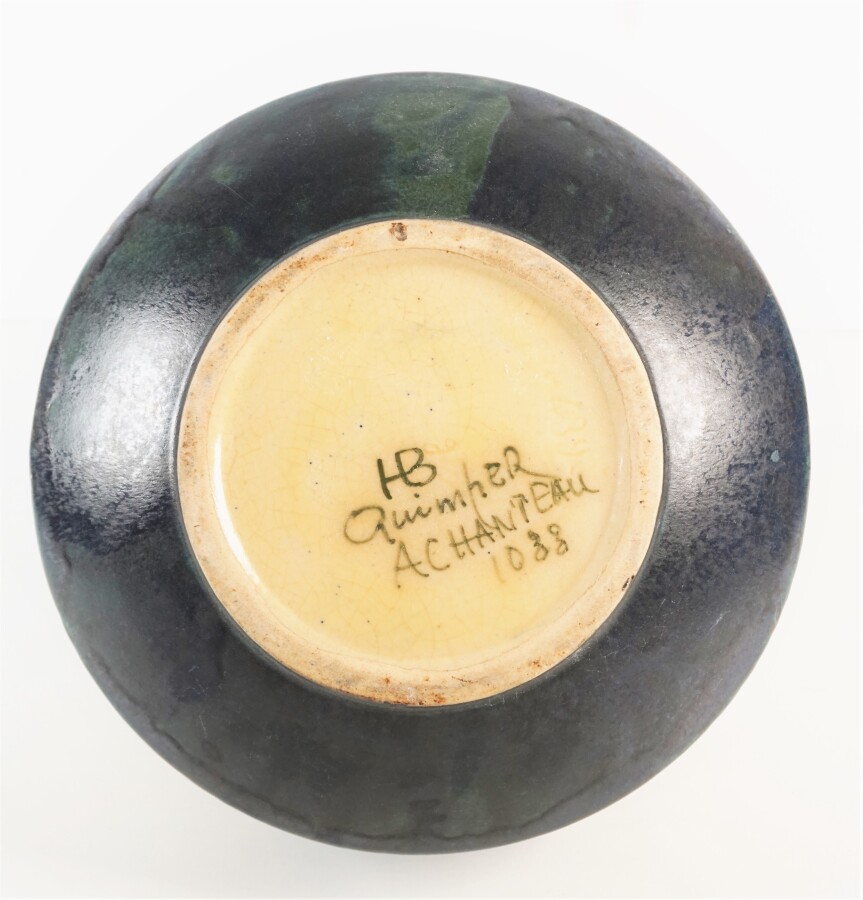 HB
QuimpER
ACHANTEAU
1088